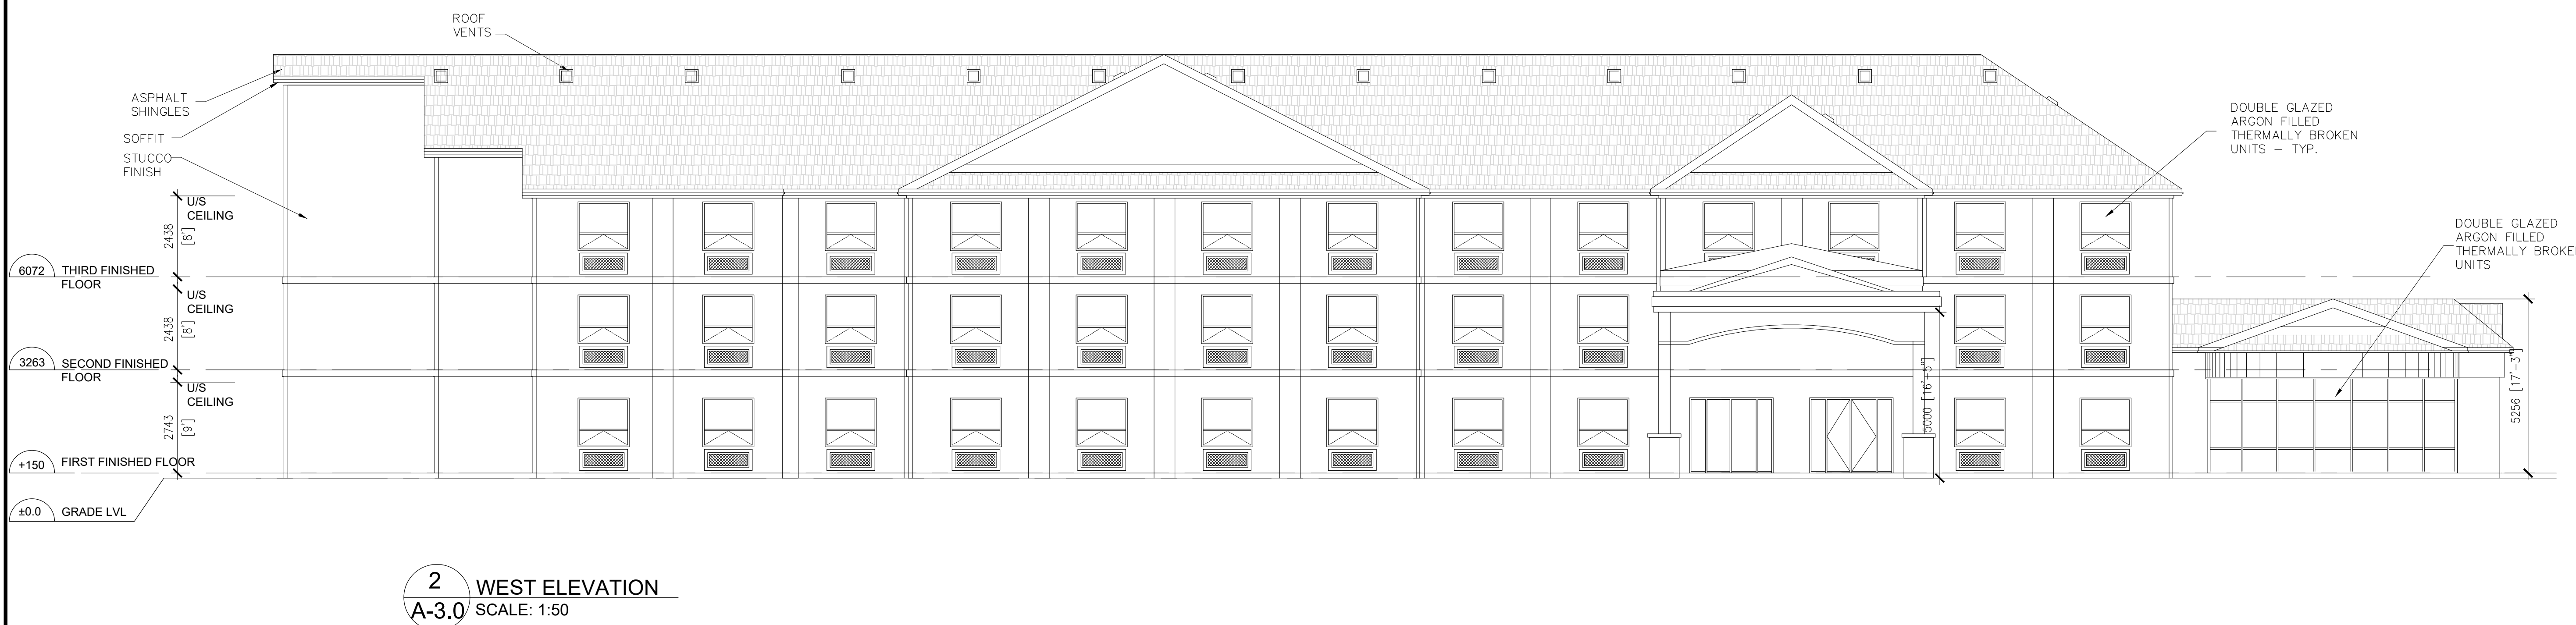 ROOF
VENTS
ASPHALT
SHINGLES
SOFFIT
STUCCO
FINISH
DOUBLE GLAZED
ARGON FILLED
THERMALLY BROKEN
UNITS - TYP.
DOUBLE GLAZED
ARGON FILLED
THERMALLY BROKEN
UNITS
U/S
CEILING
2438
[8']
6072
THIRD FINISHED
FLOOR
U/S
CEILING
2438
[8']
3263
SECOND FINISHED
FLOOR
U/S
CEILING
2743
[9']
+150
FIRST FINISHED FLOOR
±0.0
GRADE LVL
5000 [16'-5"]
5256 [17'-3"]
2
A-3.0
WEST ELEVATION
SCALE: 1:50